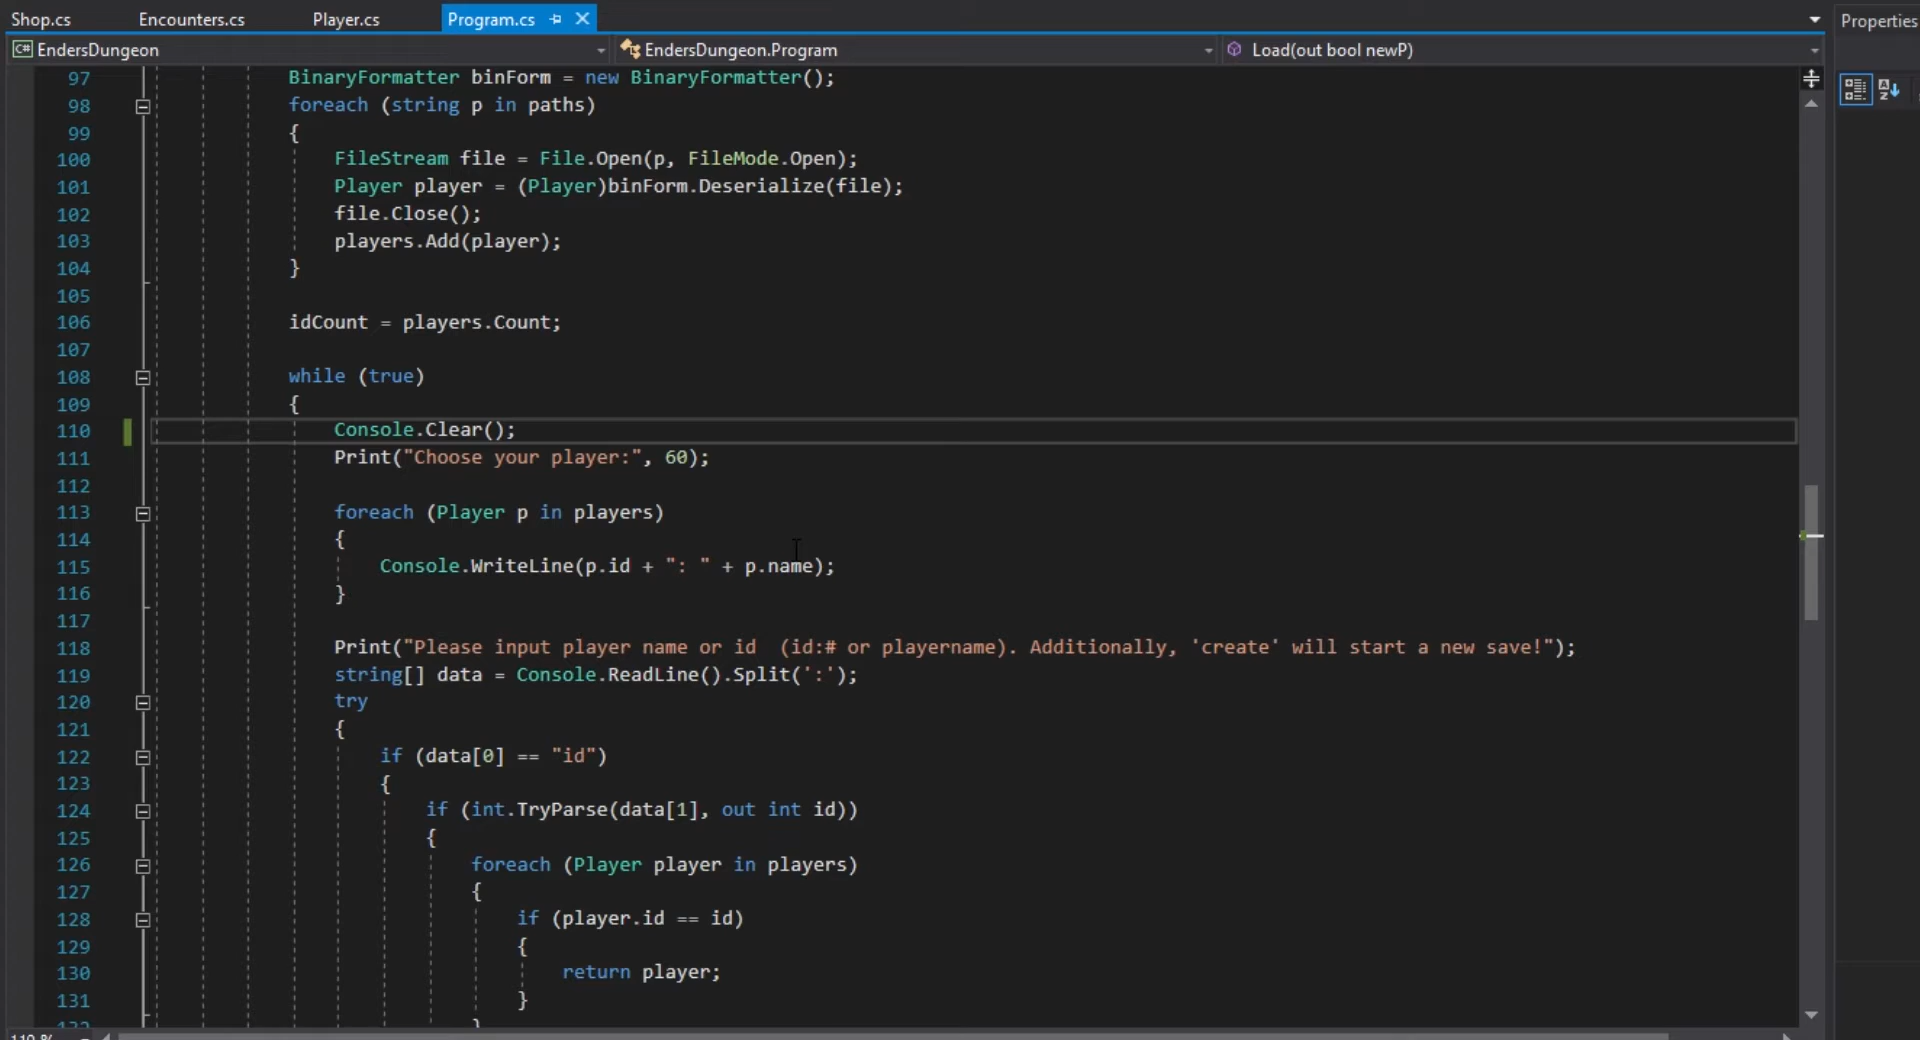 Shop.cs Encounters.cs Player.cs Program.cs Properties
C# EndersDungeon EndersDungeon.Program Load(out bool newP)
97 BinaryFormatter binForm = new BinaryFormatter();
98 foreach (string p in paths)
99 {
100 FileStream file = File.Open(p, FileMode.Open);
101 Player player = (Player)binForm.Deserialize(file);
102 file.Close();
103 players.Add(player);
104 }
105
106 idCount = players.Count;
107
108 while (true)
109 {
110 Console.Clear();
111 Print("Choose your player:", 60);
112
113 foreach (Player p in players)
114 {
115 Console.WriteLine(p.id + ": " + p.name);
116 }
117
118 Print("Please input player name or id  (id:# or playername). Additionally, 'create' will start a new save!");
119 string[] data = Console.ReadLine().Split(':');
120 try
121 {
122 if (data[0] == "id")
123 {
124 if (int.TryParse(data[1], out int id))
125 {
126 foreach (Player player in players)
127 {
128 if (player.id == id)
129 {
130 return player;
131 }
132 }
110 %